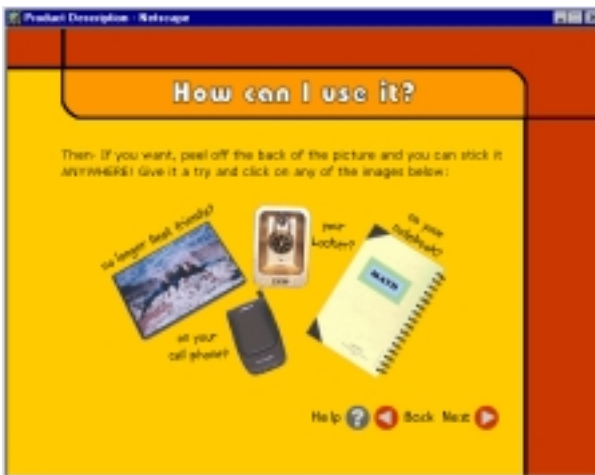 Product Description - Netscape
How can I use it?
Then- If you want, peel off the back of the picture and you can stick it
ANYWHERE! Give it a try and click on any of the images below:
no longer best friends?
your
Locker?
on your
notebook?
MATH
on your
cell phone?
Help ? Back Next